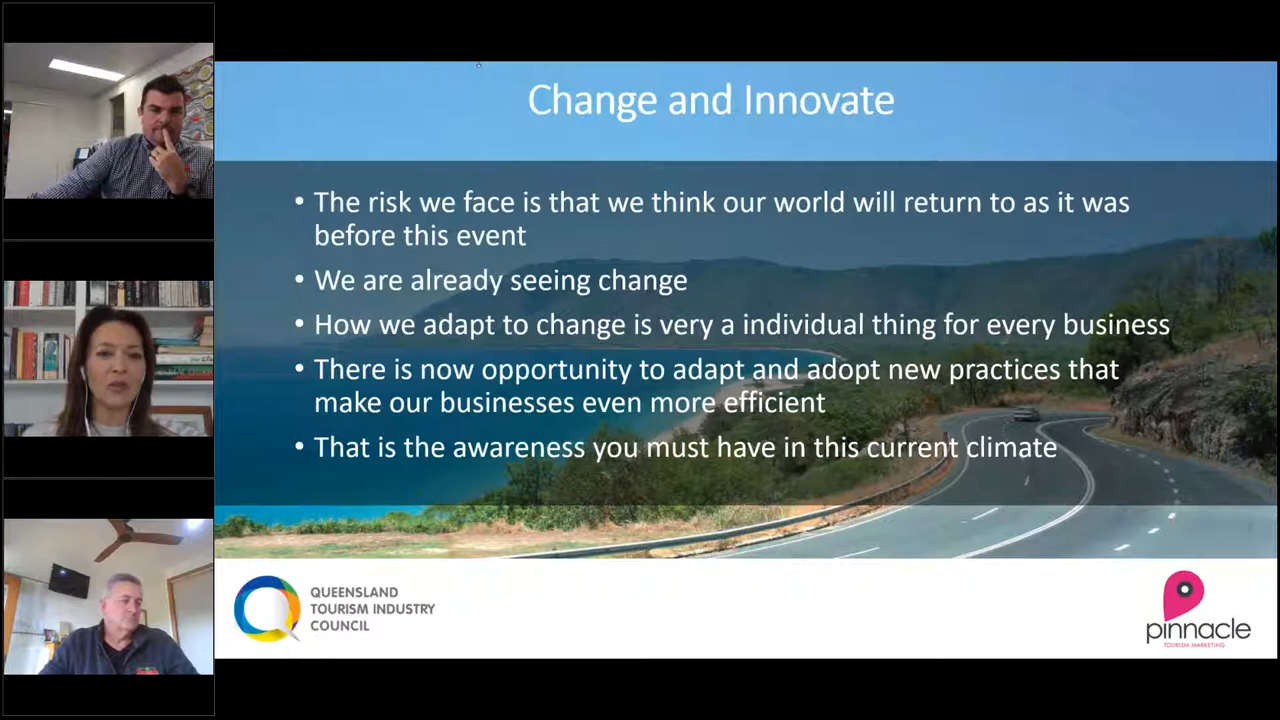 Change and Innovate
• The risk we face is that we think our world will return to as it was
before this event
• We are already seeing change
• How we adapt to change is very a individual thing for every business
• There is now opportunity to adapt and adopt new practices that
make our businesses even more efficient
• That is the awareness you must have in this current climate
QUEENSLAND
TOURISM INDUSTRY
COUNCIL
pinnacle
TOURISM MARKETING